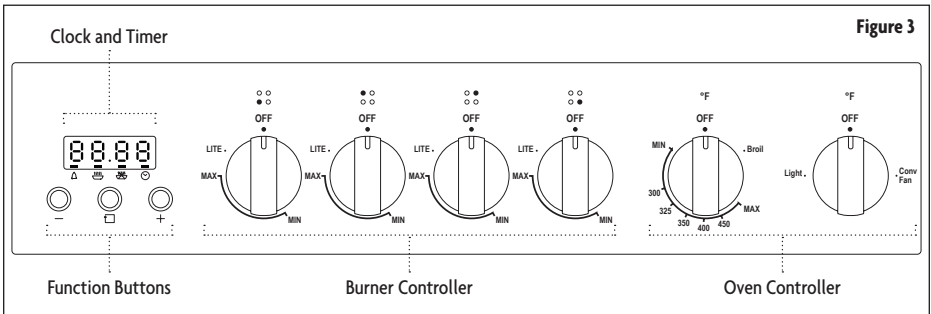 Figure 3
Clock and Timer
°F °F
OFF OFF OFF OFF OFF OFF
88.88
LITE LITE LITE LITE MIN Broil
MAX MAX MAX MAX Light Conv
Fan
300
MIN MIN MIN MIN 325 350 400 450 MAX
− +
Function Buttons Burner Controller Oven Controller